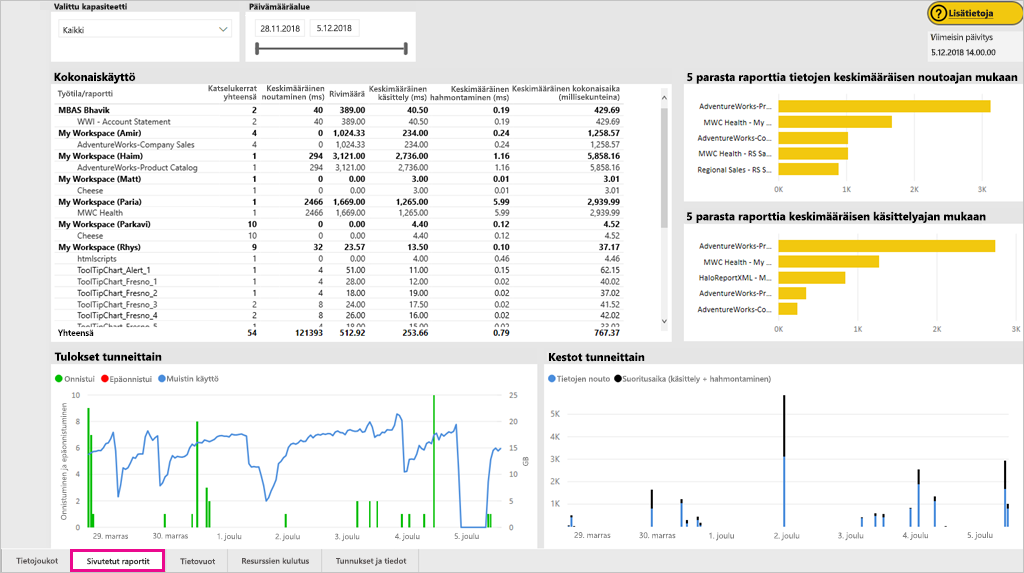 Valittu kapasiteetti
Kaikki
Päivämääräalue
28.11.2018 5.12.2018
Lisätietoja
Viimeisin päivitys
5.12.2018 14.00.00
Kokonaiskäyttö
Työtila/raportti Katselukerrat yhteensä Keskimääräinen noutaminen (ms) Rivimäärä Keskimääräinen käsittely (ms) Keskimääräinen hahmontaminen (ms) Keskimääräinen kokonaisaika (millisekunteina)
MBAS Bhavik 2 40 389.00 40.50 0.19 429.69
WWI - Account Statement 2 40 389.00 40.50 0.19 429.69
My Workspace (Amir) 4 0 1,024.33 234.00 0.24 1,258.57
AdventureWorks-Company Sales 4 0 1,024.33 234.00 0.24 1,258.57
My Workspace (Haim) 1 294 3,121.00 2,736.00 1.16 5,858.16
AdventureWorks-Product Catalog 1 294 3,121.00 2,736.00 1.16 5,858.16
My Workspace (Matt) 1 0 0.00 3.00 0.01 3.01
Cheese 1 0 0.00 3.00 0.01 3.01
My Workspace (Paria) 1 2466 1,669.00 1,265.00 5.99 2,939.99
MWC Health 1 2466 1,669.00 1,265.00 5.99 2,939.99
My Workspace (Parkavi) 10 0 0.00 4.40 0.12 4.52
Cheese 10 0 0.00 4.40 0.12 4.52
My Workspace (Rhys) 9 32 23.57 13.50 0.10 37.17
htmlscripts 1 0 0.00 4.00 0.46 4.46
ToolTipChart_Alert_1 1 4 51.00 11.00 0.15 62.15
ToolTipChart_Fresno_1 1 4 28.00 12.00 0.02 40.02
ToolTipChart_Fresno_2 1 4 18.00 19.00 0.02 37.02
ToolTipChart_Fresno_3 2 8 24.00 17.50 0.02 41.52
ToolTipChart_Fresno_4 2 8 26.00 16.00 0.02 42.02
ToolTipChart_Fresno_5 1 4 18.00 15.00 0.02 33.02
Yhteensä 54 121393 512.92 253.66 0.79 767.37
5 parasta raporttia tietojen keskimääräisen noutoajan mukaan
AdventureWorks-Pr...
MWC Health - My ...
AdventureWorks-Co...
MWC Health - RS Sa...
Regional Sales - RS S...
0K 1K 2K 3K
5 parasta raporttia keskimääräisen käsittelyajan mukaan
AdventureWorks-Pr...
MWC Health - My ...
HaloReportXML - M...
AdventureWorks-Pr...
AdventureWorks-Co...
0K 1K 2K 3K
Tulokset tunneittain
Onnistui Epäonnistui Muistin käyttö
Onnistuminen ja epäonnistuminen
10
8
6
4
2
0
25
20
15
10
5
0
GB
29. marras 30. marras 1. joulu 2. joulu 3. joulu 4. joulu 5. joulu
Kestot tunneittain
Tietojen nouto Suoritusaika (käsittely + hahmontaminen)
5K
4K
3K
2K
1K
29. marras 30. marras 1. joulu 2. joulu 3. joulu 4. joulu 5. joulu
Tietojoukot Sivutetut raportit Tietovuot Resurssien kulutus Tunnukset ja tiedot